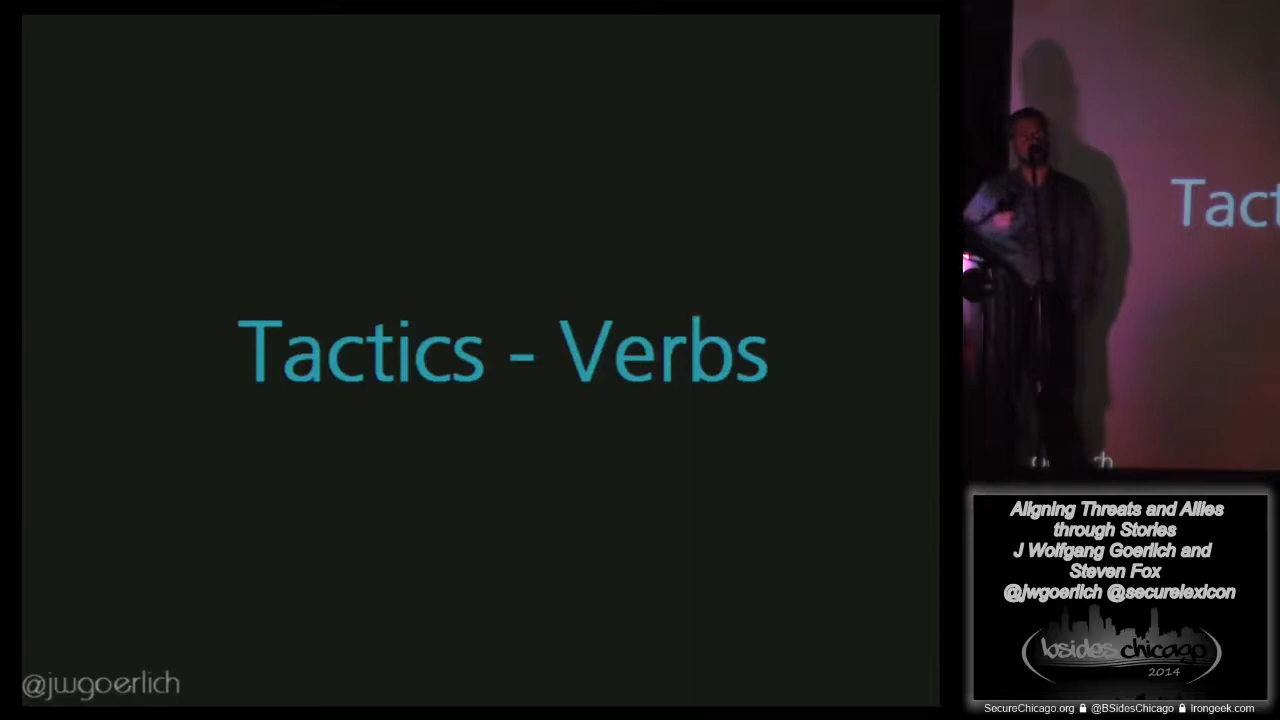 Tactics - Verbs
@jwgoerlich
Tact
Aligning Threats and Allies
through Stories
J Wolfgang Goerlich and
Steven Fox
@jwgoerlich @securelexicon
bsides chicago
2014
SecureChicago.org @BSidesChicago Irongeek.com